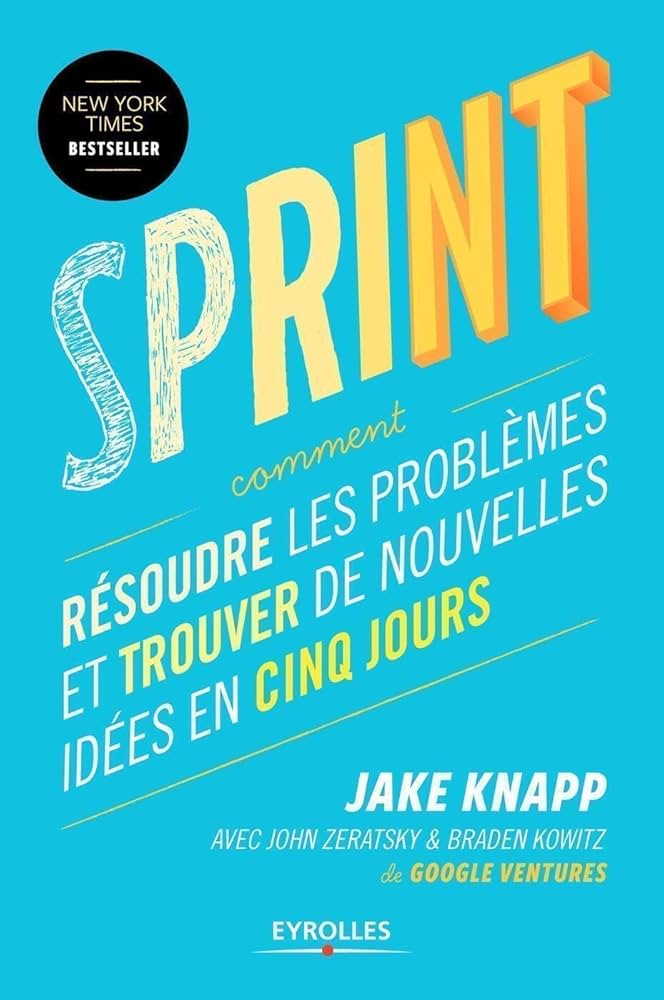 NEW YORK
TIMES
BESTSELLER
SPRINT
comment
RÉSOUDRE LES PROBLÈMES
ET TROUVER DE NOUVELLES
IDÉES EN CINQ JOURS
JAKE KNAPP
AVEC JOHN ZERATSKY & BRADEN KOWITZ
de GOOGLE VENTURES
EYROLLES